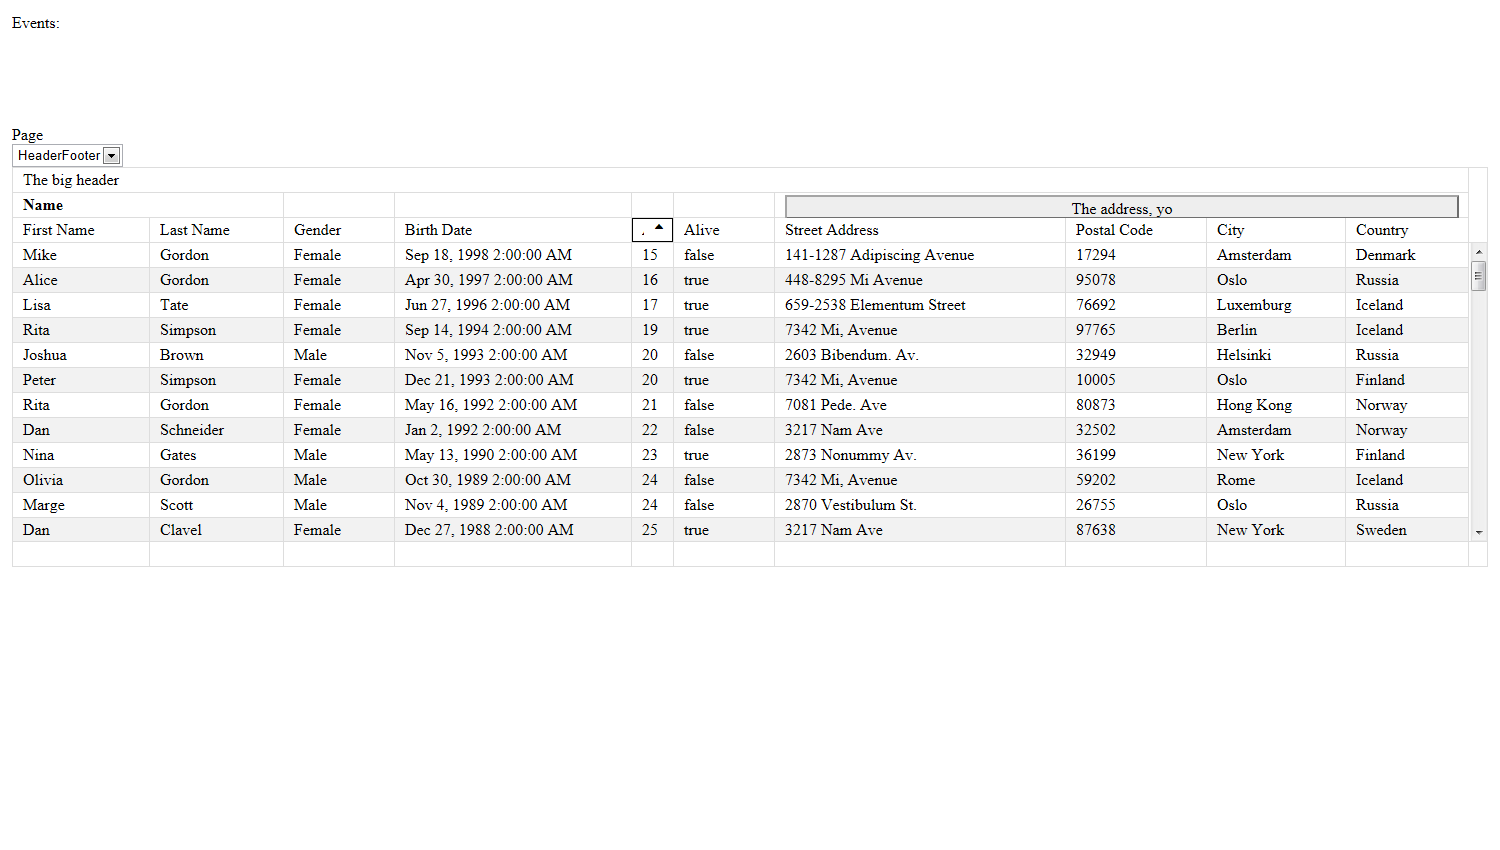 Events:
Page
HeaderFooter
The big header
Name The address, yo
First Name Last Name Gender Birth Date . Alive Street Address Postal Code City Country
Mike Gordon Female Sep 18, 1998 2:00:00 AM 15 false 141-1287 Adipiscing Avenue 17294 Amsterdam Denmark
Alice Gordon Female Apr 30, 1997 2:00:00 AM 16 true 448-8295 Mi Avenue 95078 Oslo Russia
Lisa Tate Female Jun 27, 1996 2:00:00 AM 17 true 659-2538 Elementum Street 76692 Luxemburg Iceland
Rita Simpson Female Sep 14, 1994 2:00:00 AM 19 true 7342 Mi, Avenue 97765 Berlin Iceland
Joshua Brown Male Nov 5, 1993 2:00:00 AM 20 false 2603 Bibendum. Av. 32949 Helsinki Russia
Peter Simpson Female Dec 21, 1993 2:00:00 AM 20 true 7342 Mi, Avenue 10005 Oslo Finland
Rita Gordon Female May 16, 1992 2:00:00 AM 21 false 7081 Pede. Ave 80873 Hong Kong Norway
Dan Schneider Female Jan 2, 1992 2:00:00 AM 22 false 3217 Nam Ave 32502 Amsterdam Norway
Nina Gates Male May 13, 1990 2:00:00 AM 23 true 2873 Nonummy Av. 36199 New York Finland
Olivia Gordon Male Oct 30, 1989 2:00:00 AM 24 false 7342 Mi, Avenue 59202 Rome Iceland
Marge Scott Male Nov 4, 1989 2:00:00 AM 24 false 2870 Vestibulum St. 26755 Oslo Russia
Dan Clavel Female Dec 27, 1988 2:00:00 AM 25 true 3217 Nam Ave 87638 New York Sweden